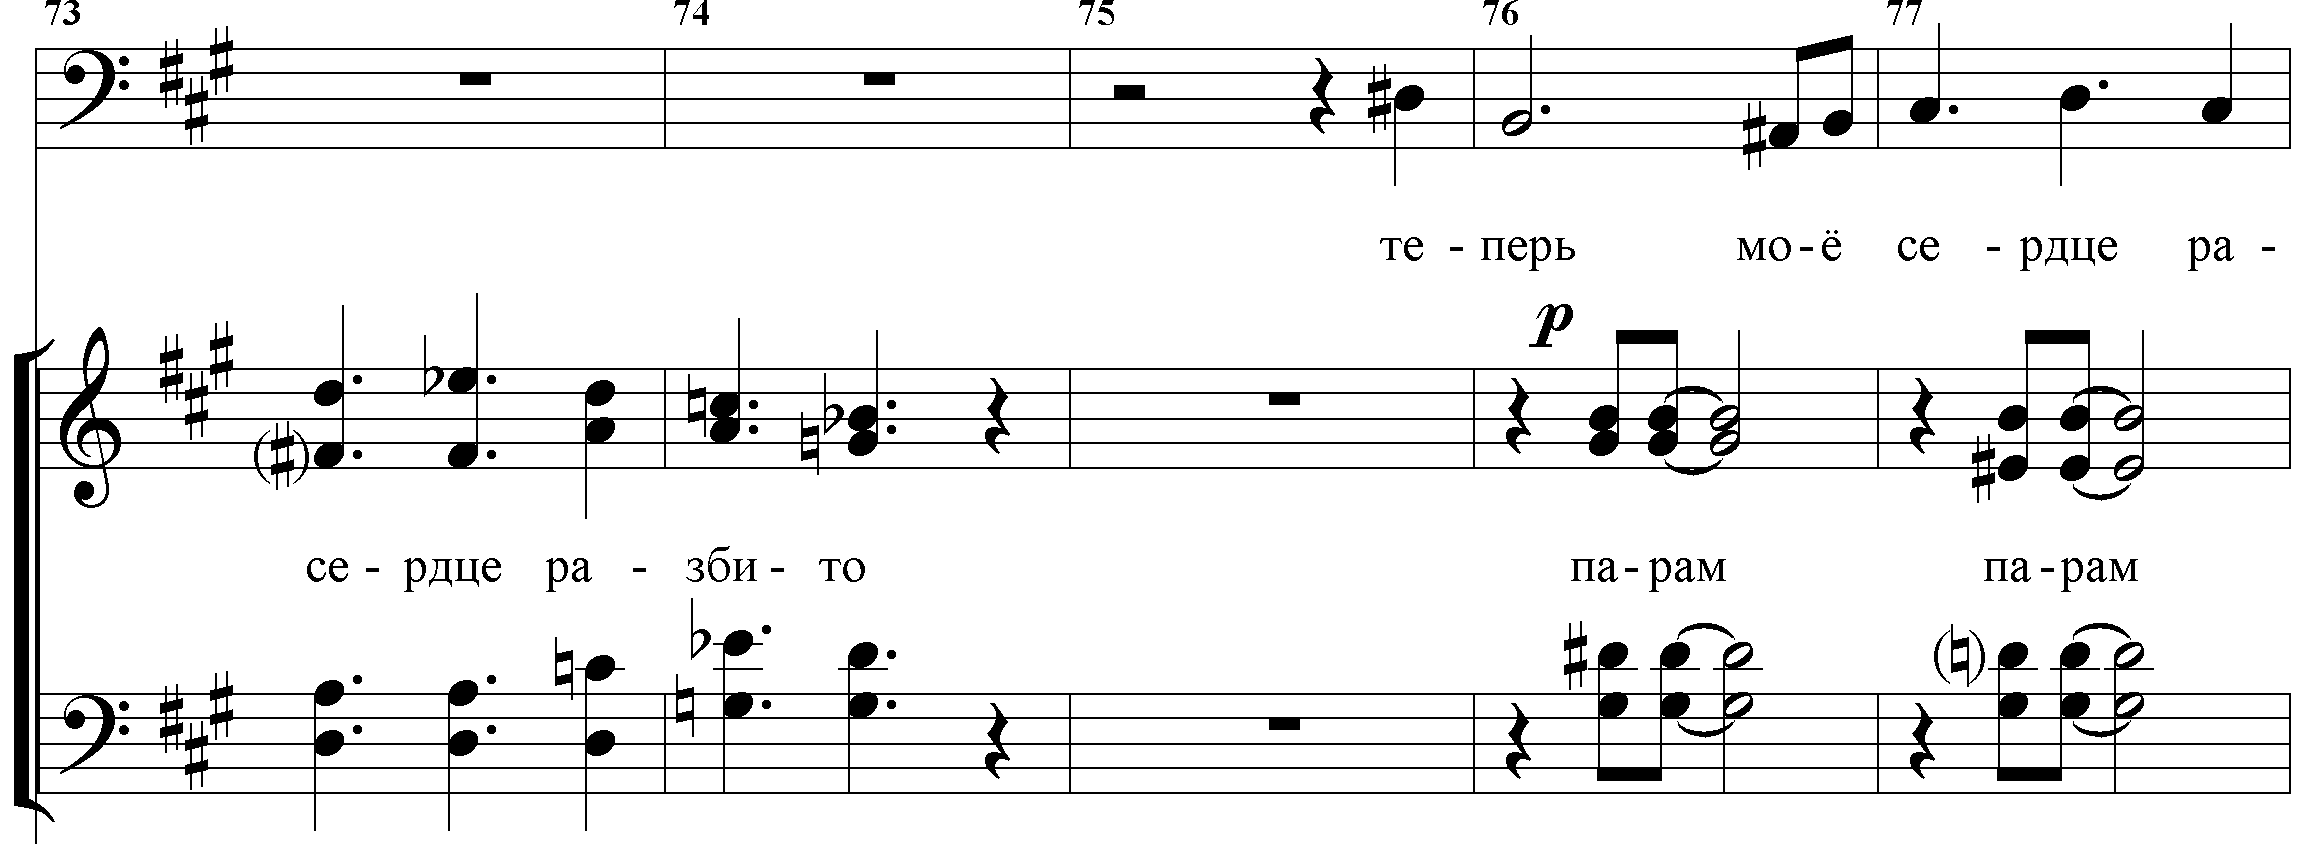 73 74 75 76 77
те - перь мо - ё се - рдце ра -
p
се - рдце ра - зби - то па - рам па - рам